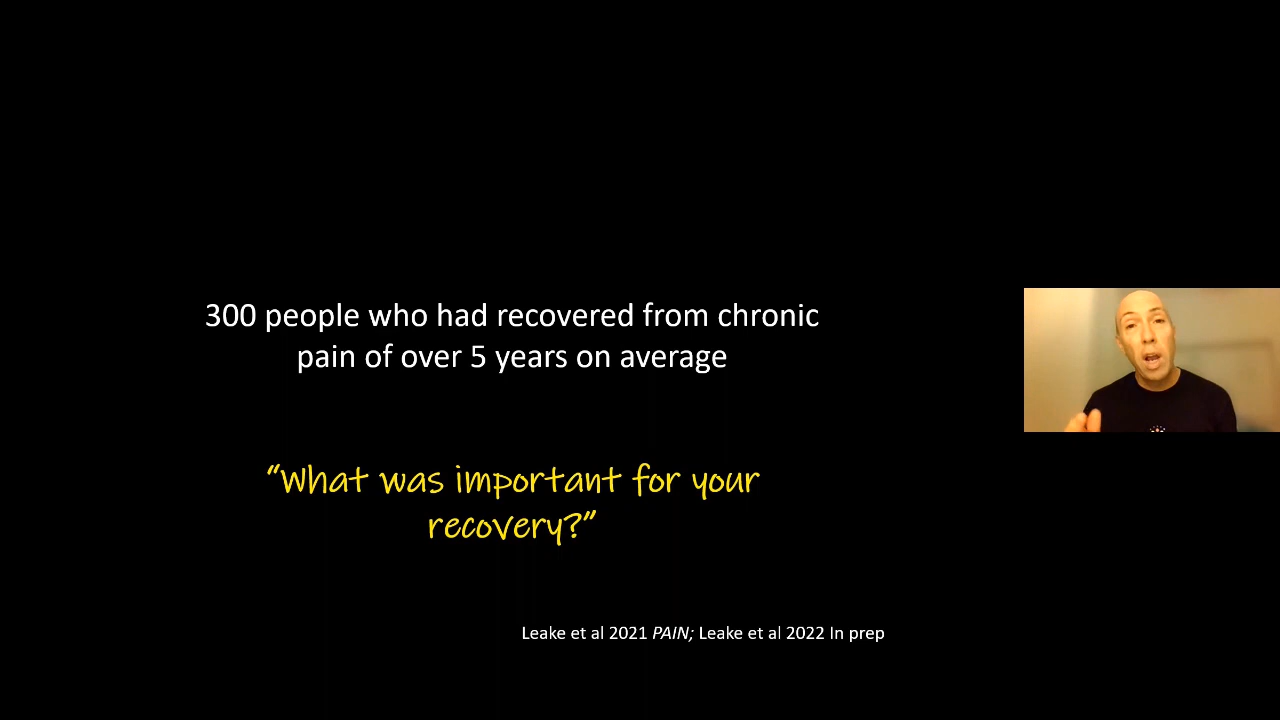 300 people who had recovered from chronic
pain of over 5 years on average
“What was important for your
recovery?”
Leake et al 2021 PAIN; Leake et al 2022 In prep